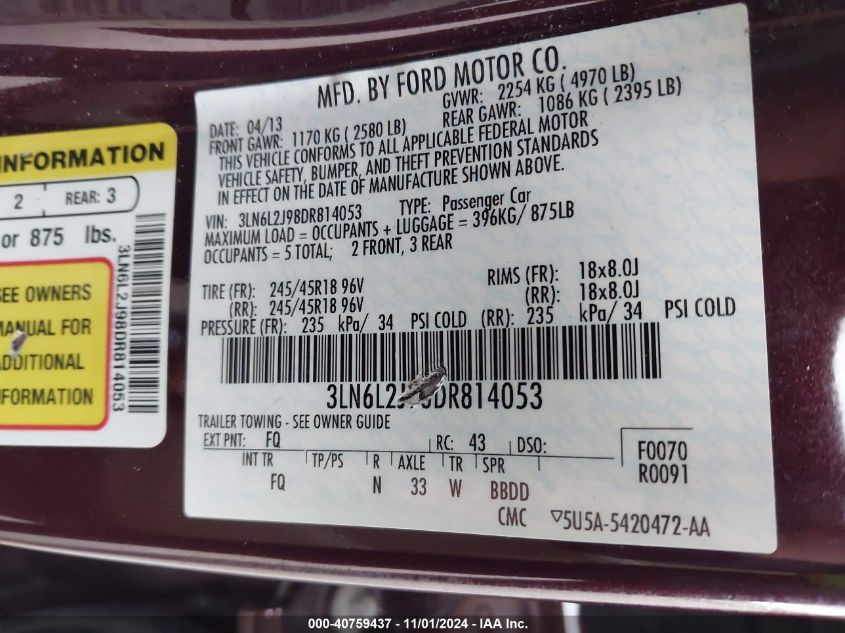 INFORMATION
2 REAR: 3
or 875 lbs.
SEE OWNERS
MANUAL FOR
ADDITIONAL
INFORMATION
3LN6L2J98DR814053
MFD. BY FORD MOTOR CO.
DATE: 04/13 GVWR: 2254 KG ( 4970 LB)
FRONT GAWR: 1170 KG ( 2580 LB) REAR GAWR: 1086 KG ( 2395 LB)
THIS VEHICLE CONFORMS TO ALL APPLICABLE FEDERAL MOTOR
VEHICLE SAFETY, BUMPER, AND THEFT PREVENTION STANDARDS
IN EFFECT ON THE DATE OF MANUFACTURE SHOWN ABOVE.
VIN: 3LN6L2J98DR814053 TYPE: Passenger Car
MAXIMUM LOAD = OCCUPANTS + LUGGAGE = 396KG/ 875LB
OCCUPANTS = 5 TOTAL; 2 FRONT, 3 REAR
TIRE (FR): 245/45R18 96V RIMS (FR): 18x8.0J
(RR): 245/45R18 96V (RR): 18x8.0J
PRESSURE (FR): 235 kPa/ 34 PSI COLD (RR): 235 kPa/ 34 PSI COLD
3LN6L2J DR814053
TRAILER TOWING - SEE OWNER GUIDE
EXT PNT: FQ RC: 43 DSO: F0070
R0091
INT TR TP/PS R AXLE TR SPR
FQ N 33 W BBDD
CMC ▽5U5A-5420472-AA
000-40759437 - 11/01/2024 - IAA Inc.